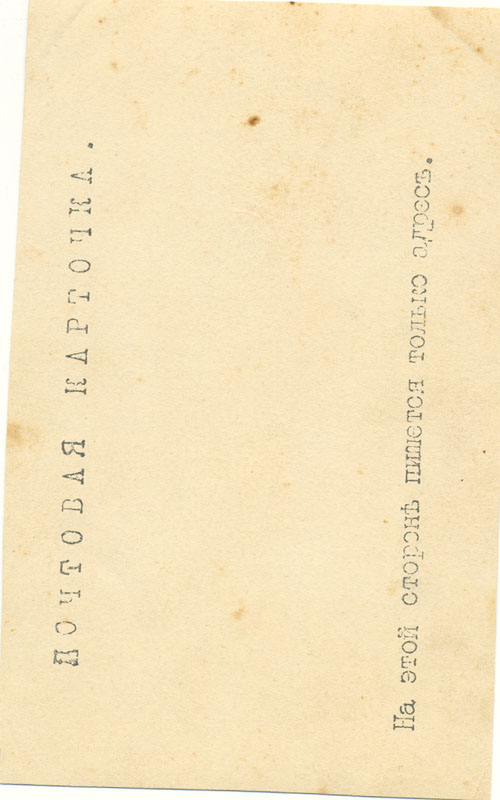 ПОЧТОВАЯ КАРТОЧКА.
На этой сторонѣ пишется только адресъ.